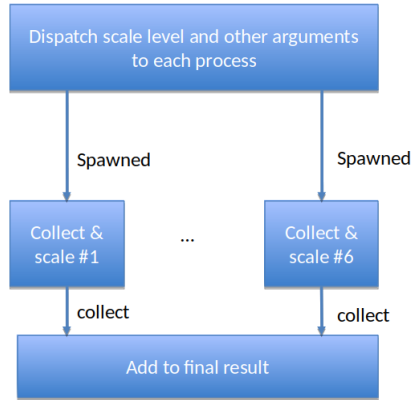 Dispatch scale level and other arguments
to each process
Spawned
Spawned
Collect &
scale #1
...
Collect &
scale #6
collect
collect
Add to final result